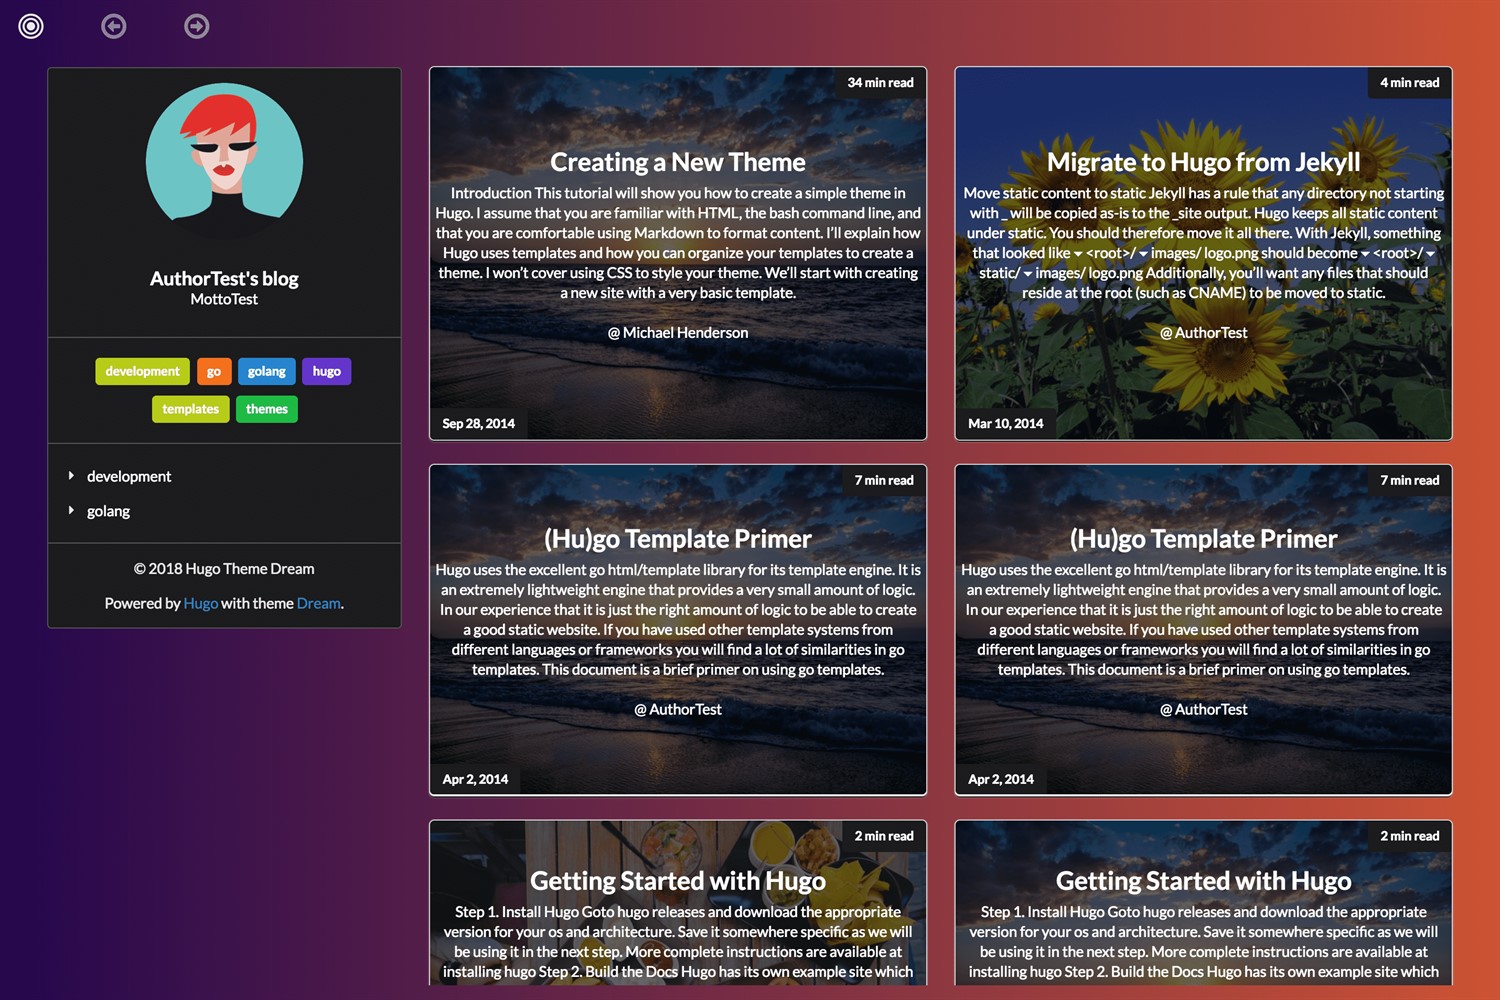 AuthorTest's blog
MottoTest
development go golang hugo
templates themes
development
golang
© 2018 Hugo Theme Dream
Powered by Hugo with theme Dream.
34 min read
Creating a New Theme
Introduction This tutorial will show you how to create a simple theme in
Hugo. I assume that you are familiar with HTML, the bash command line, and
that you are comfortable using Markdown to format content. I'll explain how
Hugo uses templates and how you can organize your templates to create a
theme. I won't cover using CSS to style your theme. We'll start with creating
a new site with a very basic template.
@ Michael Henderson
Sep 28, 2014
4 min read
Migrate to Hugo from Jekyll
Move static content to static Jekyll has a rule that any directory not starting
with _ will be copied as-is to the _site output. Hugo keeps all static content
under static. You should therefore move it all there. With Jekyll, something
that looked like ▾ <root>/ ▾ images/ logo.png should become ▾ <root>/ ▾
static/ ▾ images/ logo.png Additionally, you'll want any files that should
reside at the root (such as CNAME) to be moved to static.
@ AuthorTest
Mar 10, 2014
7 min read
(Hu)go Template Primer
Hugo uses the excellent go html/template library for its template engine. It is
an extremely lightweight engine that provides a very small amount of logic.
In our experience that it is just the right amount of logic to be able to create
a good static website. If you have used other template systems from
different languages or frameworks you will find a lot of similarities in go
templates. This document is a brief primer on using go templates.
@ AuthorTest
Apr 2, 2014
7 min read
(Hu)go Template Primer
Hugo uses the excellent go html/template library for its template engine. It is
an extremely lightweight engine that provides a very small amount of logic.
In our experience that it is just the right amount of logic to be able to create
a good static website. If you have used other template systems from
different languages or frameworks you will find a lot of similarities in go
templates. This document is a brief primer on using go templates.
@ AuthorTest
Apr 2, 2014
2 min read
Getting Started with Hugo
Step 1. Install Hugo Goto hugo releases and download the appropriate
version for your os and architecture. Save it somewhere specific as we will
be using it in the next step. More complete instructions are available at
installing hugo Step 2. Build the Docs Hugo has its own example site which
2 min read
Getting Started with Hugo
Step 1. Install Hugo Goto hugo releases and download the appropriate
version for your os and architecture. Save it somewhere specific as we will
be using it in the next step. More complete instructions are available at
installing hugo Step 2. Build the Docs Hugo has its own example site which